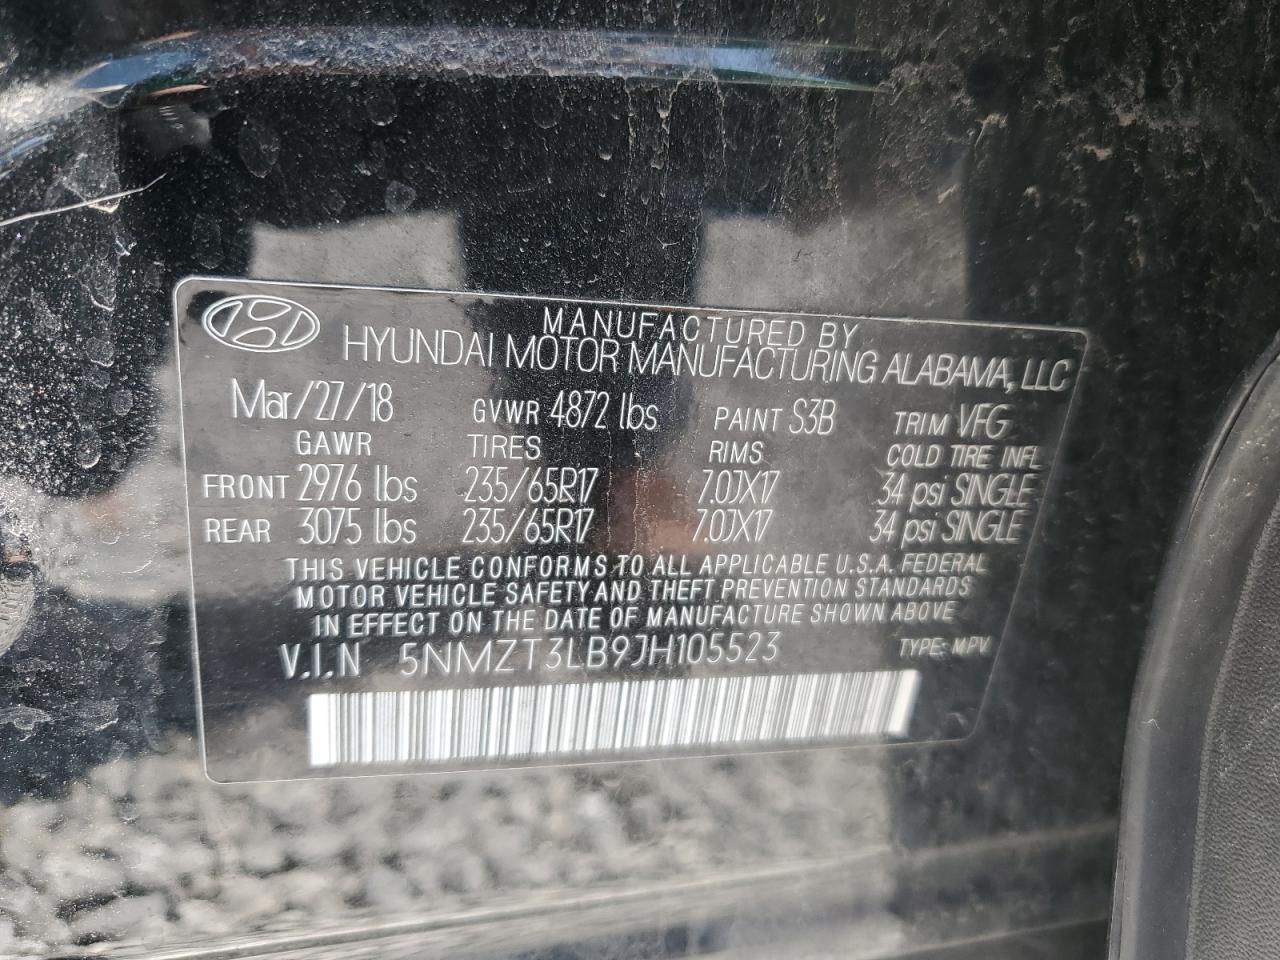 MANUFACTURED BY
HYUNDAI MOTOR MANUFACTURING ALABAMA, LLC
Mar/27/18 GVWR 4872 lbs PAINT S3B TRIM VFG
GAWR TIRES RIMS COLD TIRE INFL
FRONT 2976 lbs 235/65R17 7.0JX17 34 psi SINGLE
REAR 3075 lbs 235/65R17 7.0JX17 34 psi SINGLE
THIS VEHICLE CONFORMS TO ALL APPLICABLE U.S.A. FEDERAL
MOTOR VEHICLE SAFETY AND THEFT PREVENTION STANDARDS
IN EFFECT ON THE DATE OF MANUFACTURE SHOWN ABOVE
V.I.N 5NMZT3LB9JH105523 TYPE: MPV